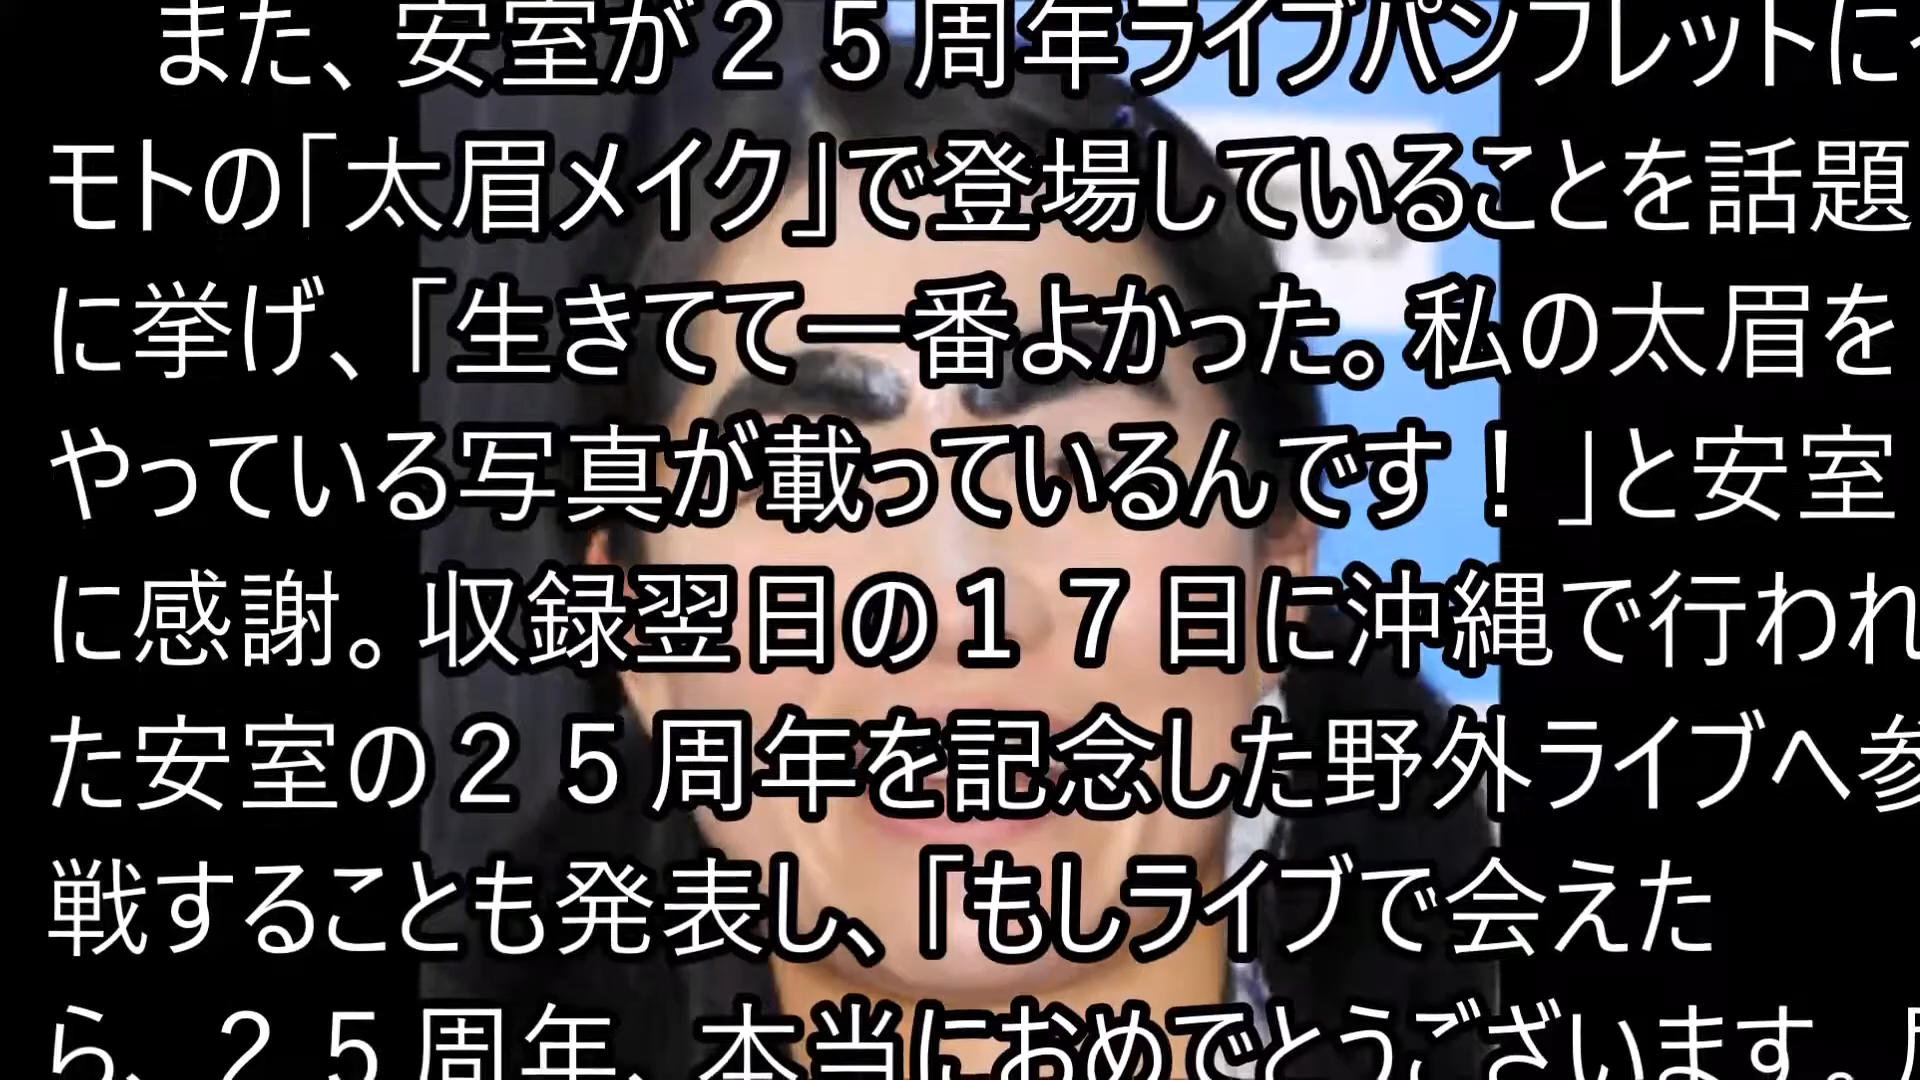 また、安室が２５周年ライブパンフレットに
モトの「太眉メイク」で登場していることを話題
に挙げ、「生きてて一番よかった。私の太眉を
やっている写真が載っているんです！」と安室
に感謝。収録翌日の１７日に沖縄で行われ
た安室の２５周年を記念した野外ライブへ参
戦することも発表し、「もしライブで会えた
ら、２５周年、本当におめでとうございます。